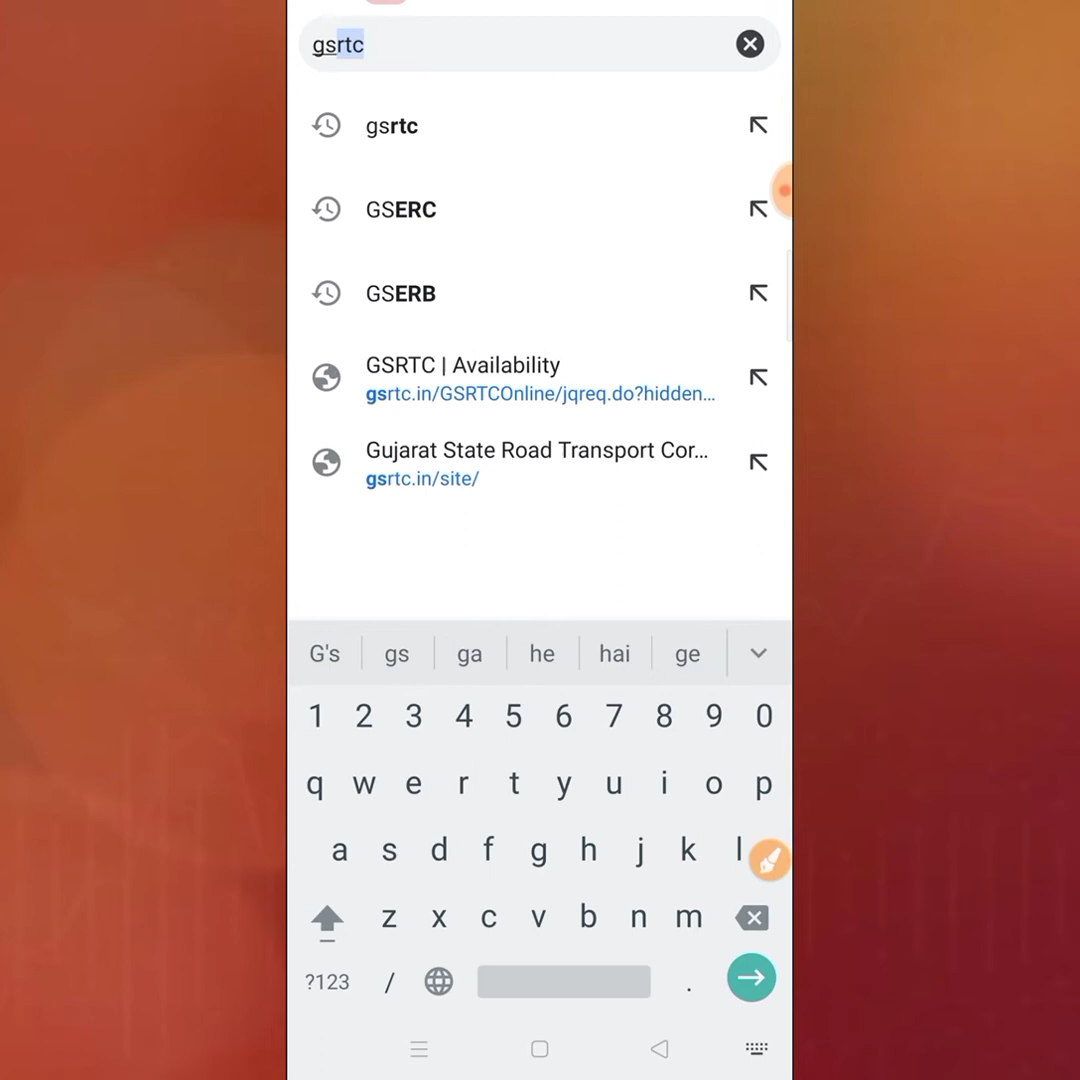 gsrtc
gsrtc
GSERC
GSERB
GSRTC | Availability
gsrtc.in/GSRTCOnline/jqreq.do?hidden...
Gujarat State Road Transport Cor...
gsrtc.in/site/
G's gs ga he hai ge
1 2 3 4 5 6 7 8 9 0
q w e r t y u i o p
a s d f g h j k l
z x c v b n m
?123 / .